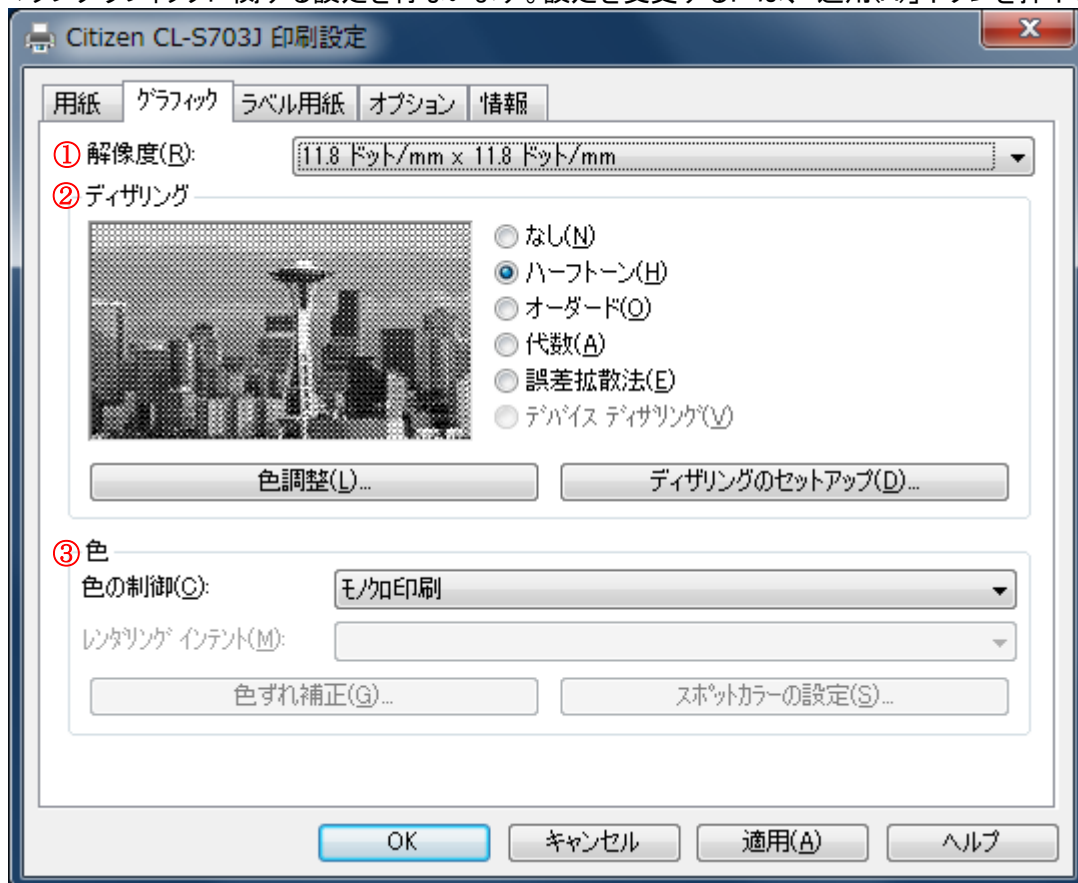 Citizen CL-S703J 印刷設定
用紙 グラフィック ラベル用紙 オプション 情報
① 解像度(R): 11.8 ドット/mm x 11.8 ドット/mm
② ディザリング
なし(N)
ハーフトーン(H)
オーダード(O)
代数(A)
誤差拡散法(E)
デバイス ディザリング(V)
色調整(L)... ディザリングのセットアップ(D)...
③ 色
色の制御(C): モノクロ印刷
レンダリング インテント(M):
色ずれ補正(G)... スポットカラーの設定(S)...
OK キャンセル 適用(A) ヘルプ